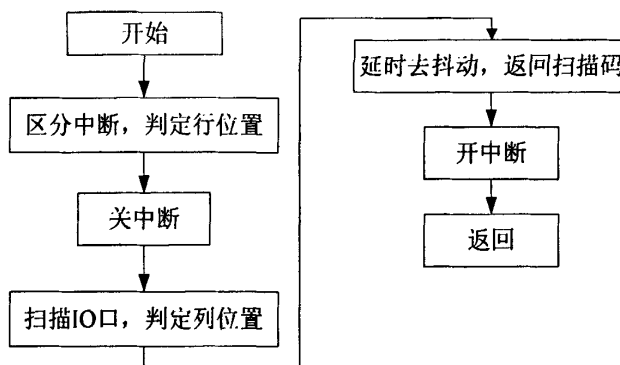 开始
区分中断，判定行位置
关中断
扫描IO口，判定列位置
延时去抖动，返回扫描码
开中断
返回